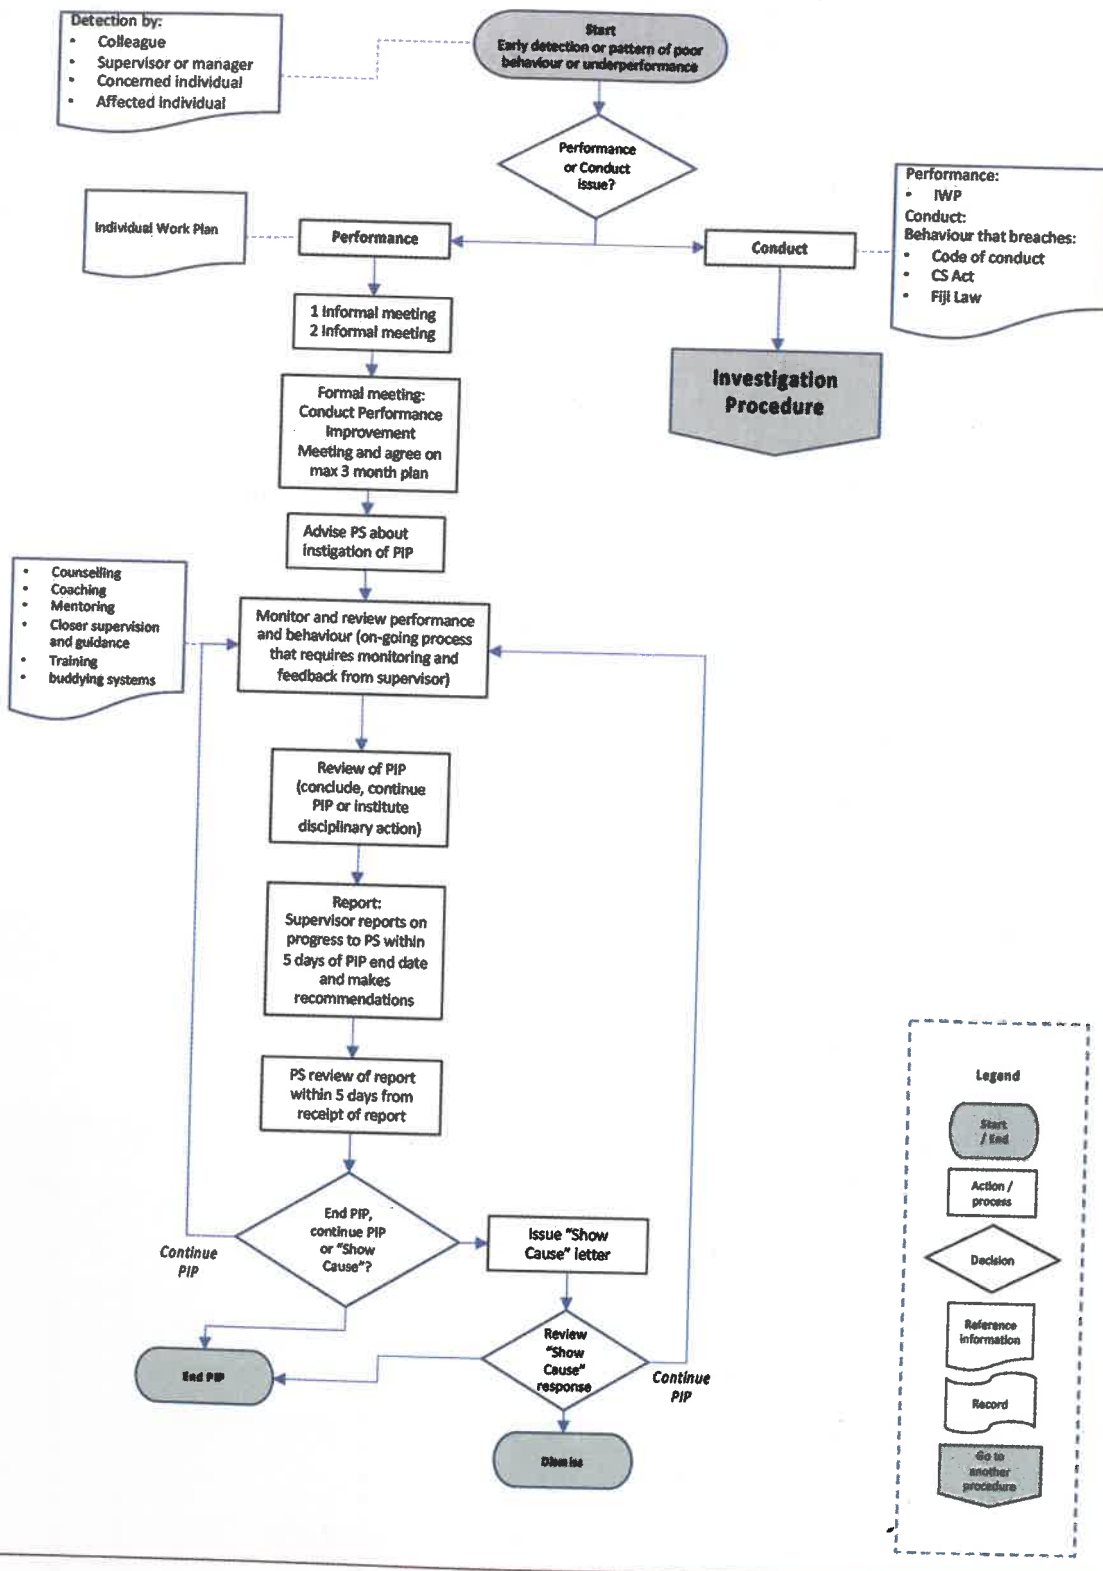 Detection by:
• Colleague
• Supervisor or manager
• Concerned individual
• Affected individual
Start
Early detection or pattern of poor
behaviour or underperformance
Performance
or Conduct
issue?
Performance:
• IWP
Conduct:
Behaviour that breaches:
• Code of conduct
• CS Act
• Fiji Law
Individual Work Plan
Performance
Conduct
1 Informal meeting
2 Informal meeting
Investigation
Procedure
Formal meeting:
Conduct Performance
Improvement
Meeting and agree on
max 3 month plan
Advise PS about
instigation of PIP
• Counselling
• Coaching
• Mentoring
• Closer supervision
and guidance
• Training
• buddying systems
Monitor and review performance
and behaviour (on-going process
that requires monitoring and
feedback from supervisor)
Review of PIP
(conclude, continue
PIP or institute
disciplinary action)
Report:
Supervisor reports on
progress to PS within
5 days of PIP end date
and makes
recommendations
PS review of report
within 5 days from
receipt of report
End PIP,
continue PIP
or "Show
Cause"?
Continue
PIP
Issue "Show
Cause" letter
Review
"Show
Cause"
response
Continue
PIP
End PIP
Dismiss
Legend
Start
/ End
Action /
process
Decision
Reference
information
Record
Go to
another
procedure